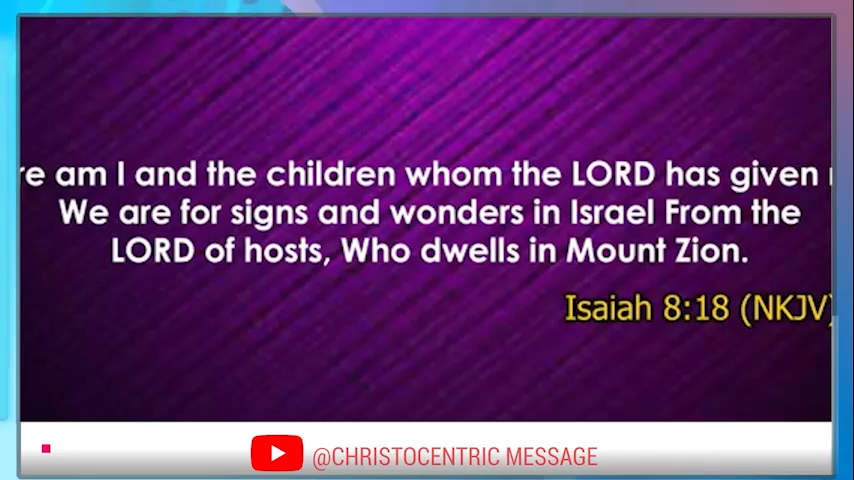 re am I and the children whom the LORD has given
We are for signs and wonders in Israel From the
LORD of hosts, Who dwells in Mount Zion.
Isaiah 8:18 (NKJV)
@CHRISTOCENTRIC MESSAGE